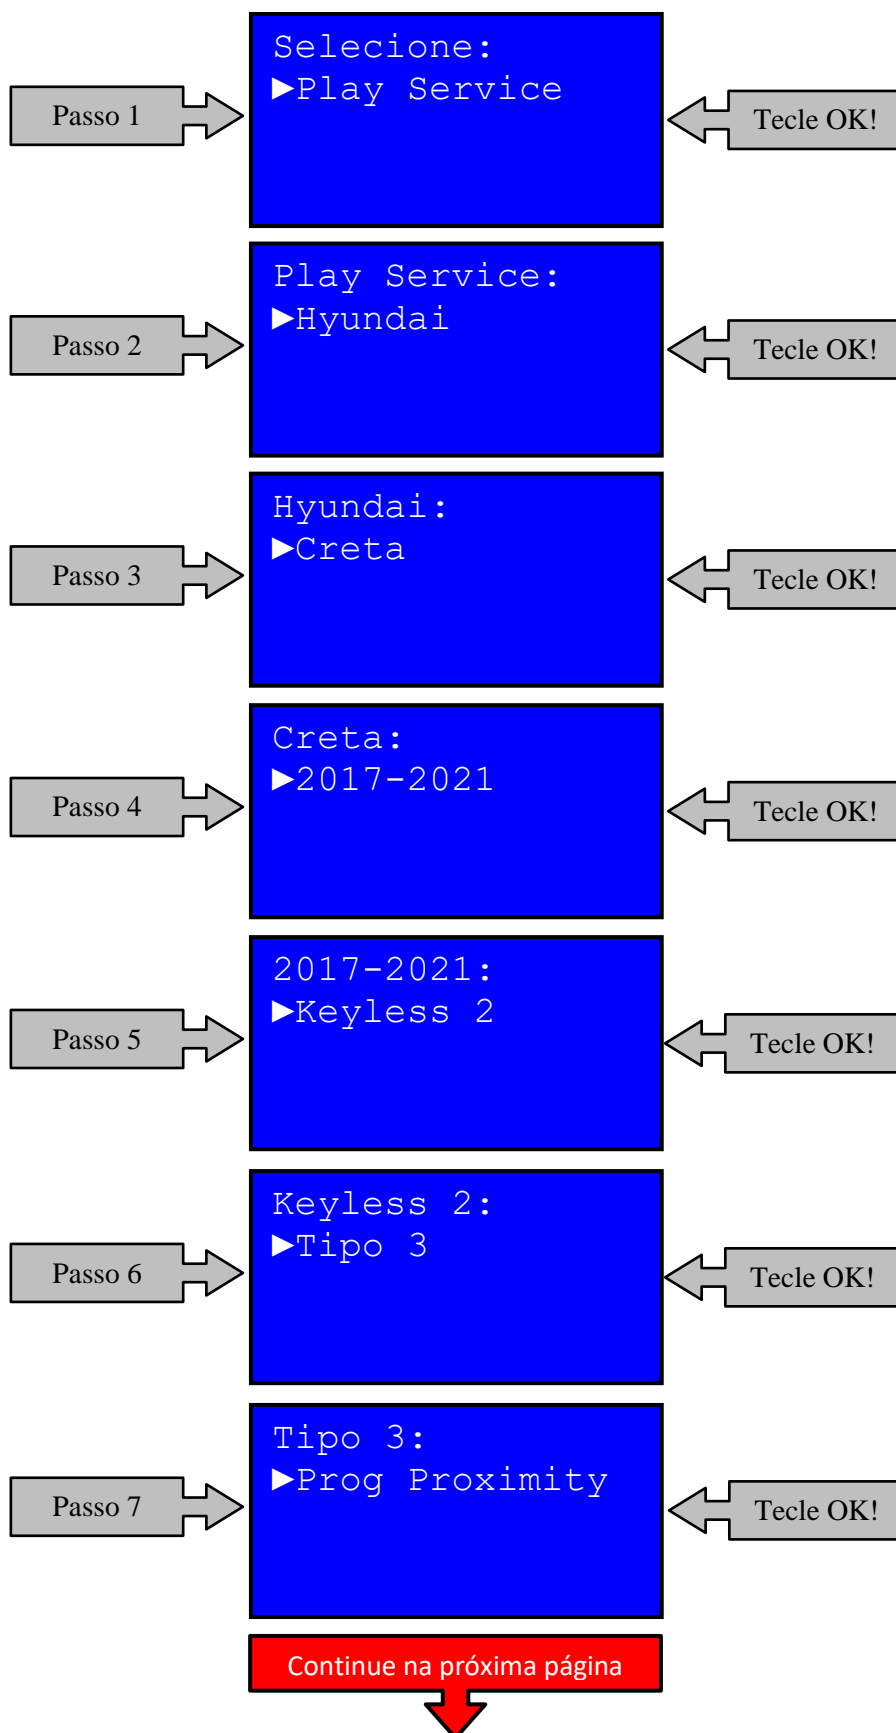 Selecione:
►Play Service
Passo 1
Tecle OK!
Play Service:
►Hyundai
Passo 2
Tecle OK!
Hyundai:
►Creta
Passo 3
Tecle OK!
Creta:
►2017-2021
Passo 4
Tecle OK!
2017-2021:
►Keyless 2
Passo 5
Tecle OK!
Keyless 2:
►Tipo 3
Passo 6
Tecle OK!
Tipo 3:
►Prog Proximity
Passo 7
Tecle OK!
Continue na próxima página